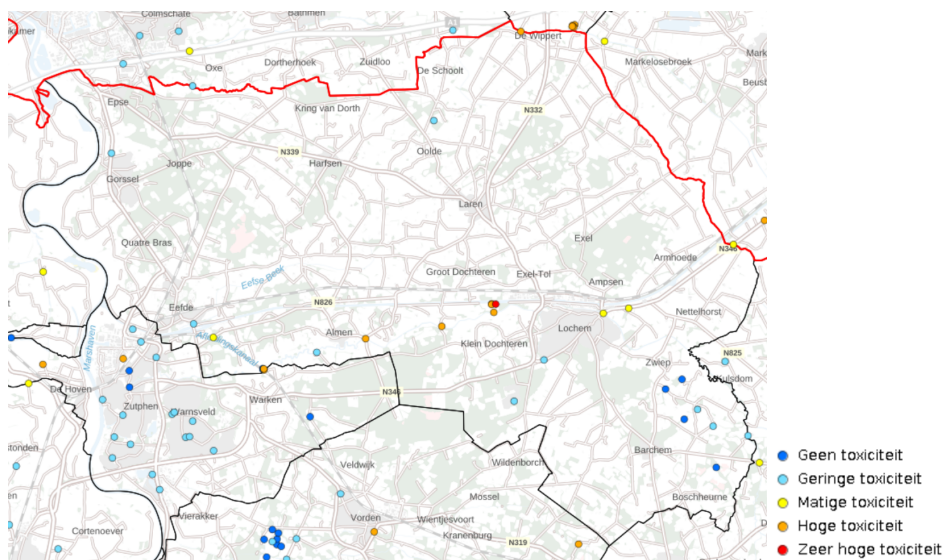 Colmschate
Bathmen
A1
De Wippert
Oxe
Dortherhoek
Zuidloo
De Schoolt
Markelosebroek
Epse
Kring van Dorth
N332
N339
Oolde
Joppe
Harfsen
Gorssel
Laren
Quatre Bras
Exel
N346
Armhoede
Eefse Beek
Groot Dochteren
Exel-Tol
Ampsen
Eefde
N826
Nettelhorst
Marshaven
Almen
Lochem
Klein Dochteren
N825
Zwiep
De Hoven
N346
Zutphen
Warken
Barchem
Veldwijk
Wildenborch
Mossel
Boschheurne
Vierakker
Vorden
Wientjesvoort
Cortenoever
Kranenburg
N319
Geen toxiciteit
Geringe toxiciteit
Matige toxiciteit
Hoge toxiciteit
Zeer hoge toxiciteit